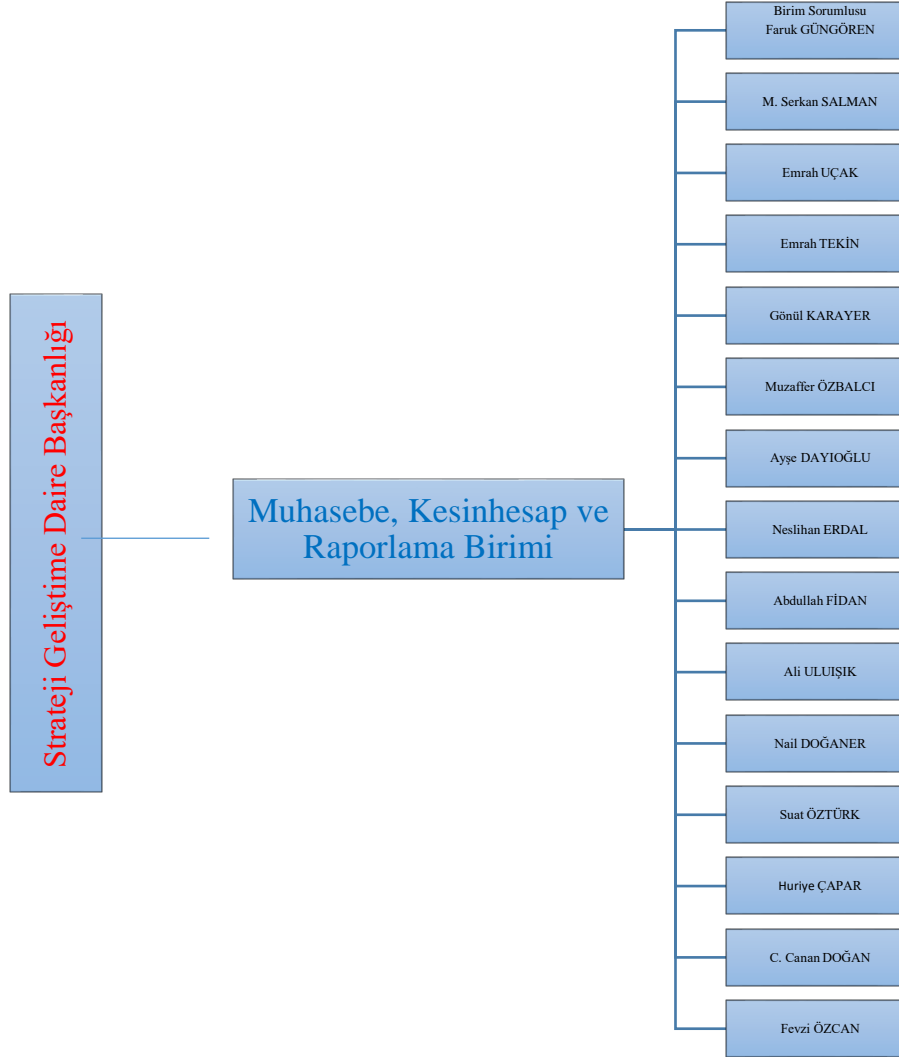 Strateji Geliştime Daire Başkanlığı
Muhasebe, Kesinhesap ve
Raporlama Birimi
Birim Sorumlusu
Faruk GÜNGÖREN
M. Serkan SALMAN
Emrah UÇAK
Emrah TEKİN
Gönül KARAYER
Muzaffer ÖZBALCI
Ayşe DAYIOĞLU
Neslihan ERDAL
Abdullah FİDAN
Ali ULUIŞIK
Nail DOĞANER
Suat ÖZTÜRK
Huriye ÇAPAR
C. Canan DOĞAN
Fevzi ÖZCAN